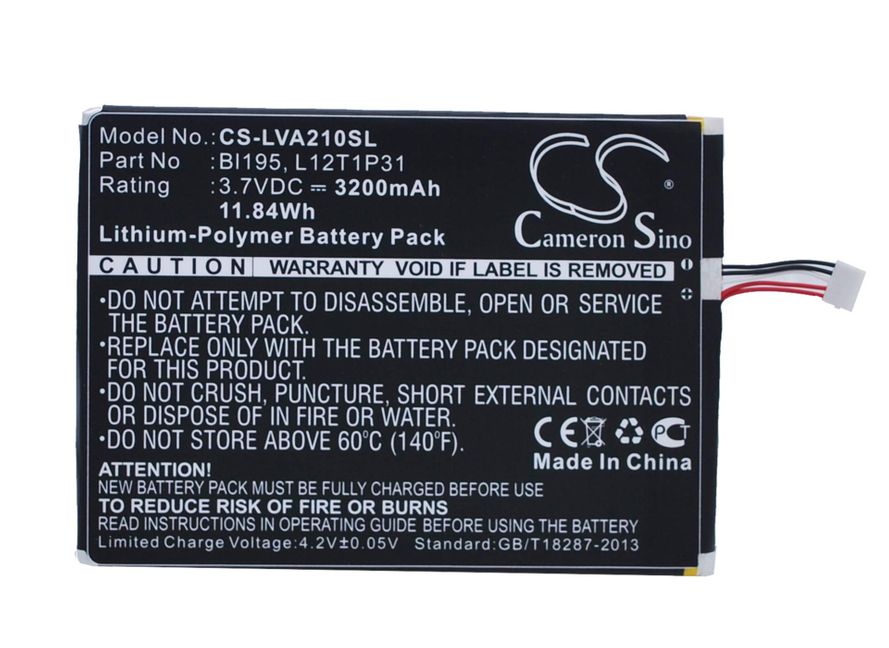 Model No.: CS-LVA210SL
Part No : BI195, L12T1P31
Rating : 3.7VDC ⎓ 3200mAh
11.84Wh
Lithium-Polymer Battery Pack
CS ®
Cameron Sino
CAUTION WARRANTY VOID IF LABEL IS REMOVED
•DO NOT ATTEMPT TO DISASSEMBLE, OPEN OR SERVICE
THE BATTERY PACK.
•REPLACE ONLY WITH THE BATTERY PACK DESIGNATED
FOR THIS PRODUCT.
•DO NOT CRUSH, PUNCTURE, SHORT EXTERNAL CONTACTS
OR DISPOSE OF IN FIRE OR WATER.
•DO NOT STORE ABOVE 60°C (140°F).
CE PCT
Made In China
ATTENTION!
NEW BATTERY PACK MUST BE FULLY CHARGED BEFORE USE
TO REDUCE RISK OF FIRE OR BURNS
READ INSTRUCTIONS IN OPERATING GUIDE BEFORE USING THE BATTERY
Limited Charge Voltage:4.2V±0.05V Standard:GB/T18287-2013